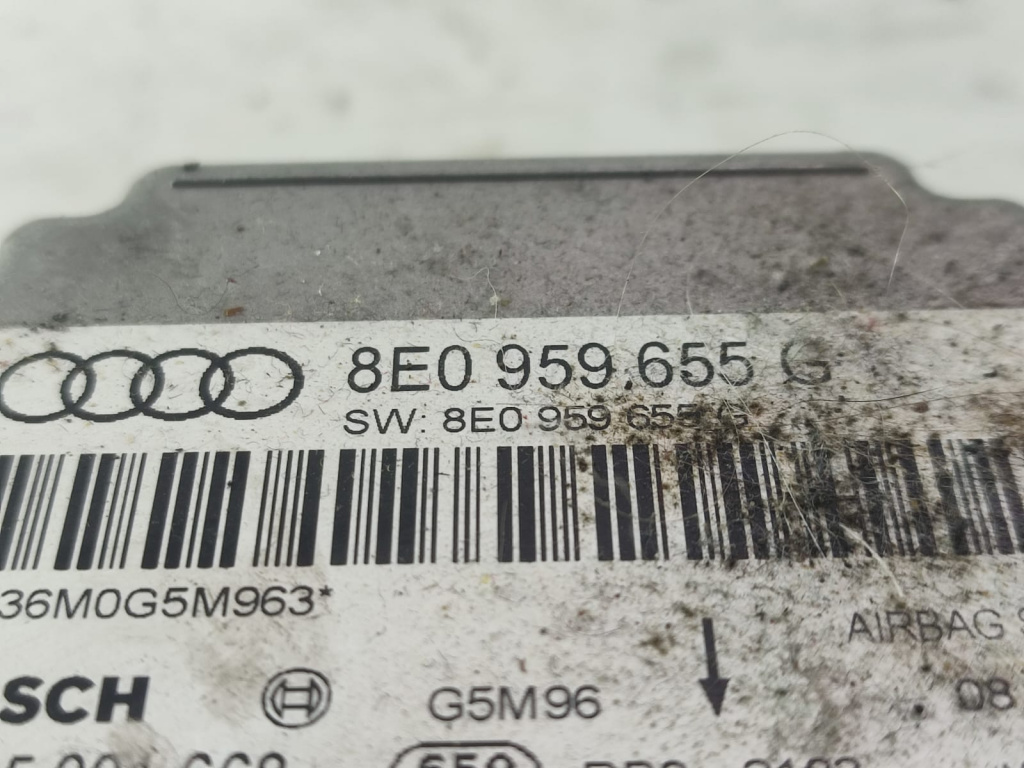 8E0 959.655 G
SW: 8E0 959 655 G
36M0G5M963*
AIRBAG
SCH
G5M96
08